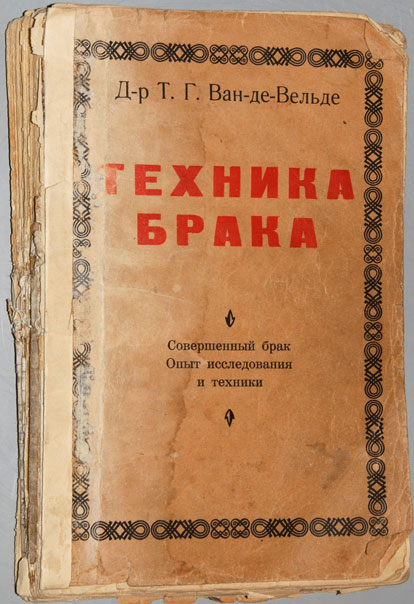 Д-р Т. Г. Ван-де-Вельде
ТЕХНИКА
БРАКА
Совершенный брак
Опыт исследования
и техники